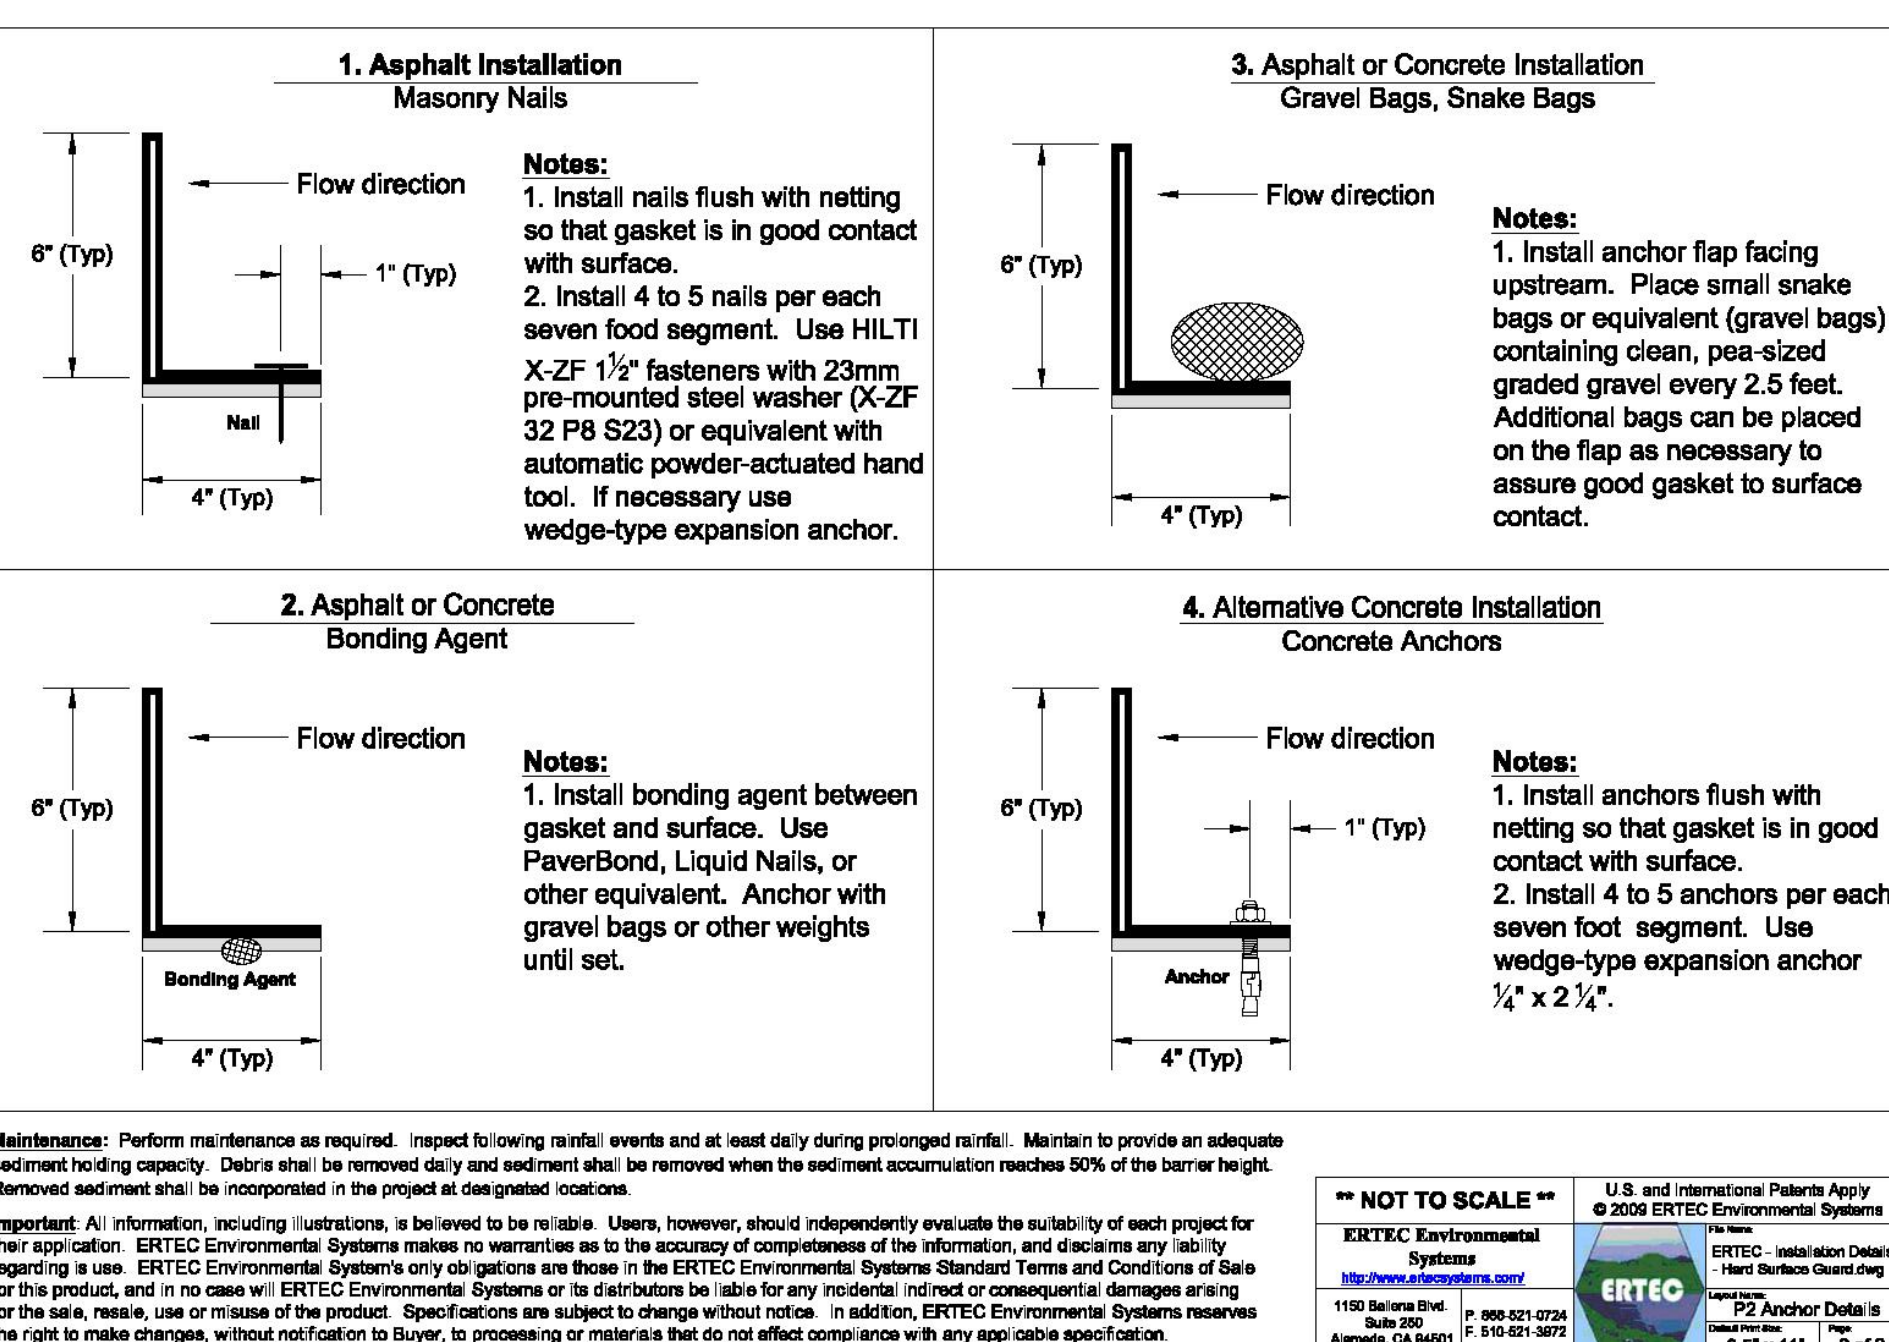 1. Asphalt Installation
Masonry Nails
6" (Typ)
Flow direction
1" (Typ)
Nail
4" (Typ)
Notes:
1. Install nails flush with netting
so that gasket is in good contact
with surface.
2. Install 4 to 5 nails per each
seven food segment. Use HILTI
X-ZF 1½" fasteners with 23mm
pre-mounted steel washer (X-ZF
32 P8 S23) or equivalent with
automatic powder-actuated hand
tool. If necessary use
wedge-type expansion anchor.
3. Asphalt or Concrete Installation
Gravel Bags, Snake Bags
6" (Typ)
Flow direction
4" (Typ)
Notes:
1. Install anchor flap facing
upstream. Place small snake
bags or equivalent (gravel bags)
containing clean, pea-sized
graded gravel every 2.5 feet.
Additional bags can be placed
on the flap as necessary to
assure good gasket to surface
contact.
2. Asphalt or Concrete
Bonding Agent
6" (Typ)
Flow direction
Bonding Agent
4" (Typ)
Notes:
1. Install bonding agent between
gasket and surface. Use
PaverBond, Liquid Nails, or
other equivalent. Anchor with
gravel bags or other weights
until set.
4. Alternative Concrete Installation
Concrete Anchors
6" (Typ)
Flow direction
1" (Typ)
Anchor
4" (Typ)
Notes:
1. Install anchors flush with
netting so that gasket is in good
contact with surface.
2. Install 4 to 5 anchors per each
seven foot segment. Use
wedge-type expansion anchor
¼" x 2 ¼".
Maintenance: Perform maintenance as required. Inspect following rainfall events and at least daily during prolonged rainfall. Maintain to provide an adequate
sediment holding capacity. Debris shall be removed daily and sediment shall be removed when the sediment accumulation reaches 50% of the barrier height.
Removed sediment shall be incorporated in the project at designated locations.
Important: All information, including illustrations, is believed to be reliable. Users, however, should independently evaluate the suitability of each project for
their application. ERTEC Environmental Systems makes no warranties as to the accuracy of completeness of the information, and disclaims any liability
regarding is use. ERTEC Environmental System's only obligations are those in the ERTEC Environmental Systems Standard Terms and Conditions of Sale
for this product, and in no case will ERTEC Environmental Systems or its distributors be liable for any incidental indirect or consequential damages arising
or the sale, resale, use or misuse of the product. Specifications are subject to change without notice. In addition, ERTEC Environmental Systems reserves
the right to make changes, without notification to Buyer, to processing or materials that do not affect compliance with any applicable specification.
** NOT TO SCALE **
U.S. and International Patents Apply
© 2009 ERTEC Environmental Systems
ERTEC Environmental
Systems
http://www.ertecsystems.com/
1150 Ballena Blvd.
Suite 250
Alameda, CA 94501
P. 866-521-0724
F. 510-521-3972
ERTEC
File Name:
ERTEC - Installation Details
- Hard Surface Guard.dwg
Layout Name:
P2 Anchor Details
Default Print Size:
Page: